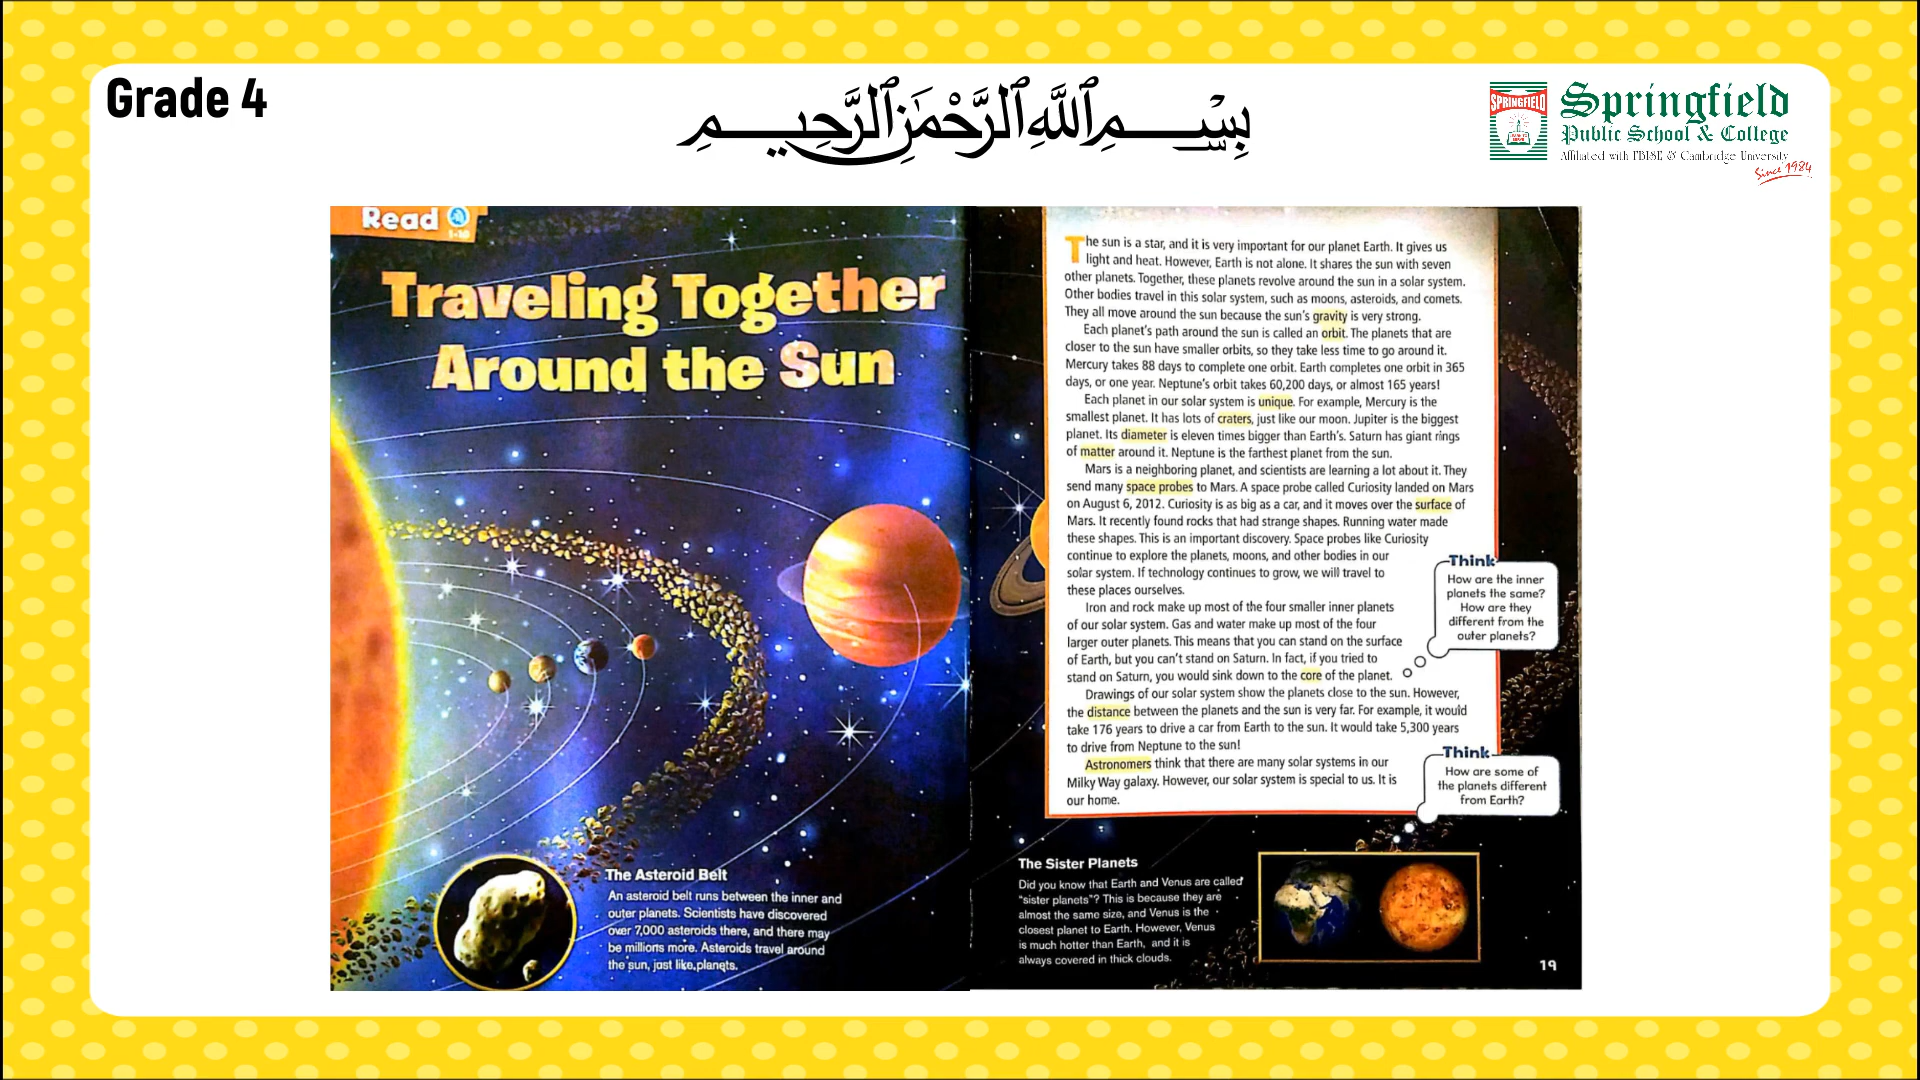 Grade 4
بِسْمِ ٱللَّٰهِ ٱلرَّحْمَٰنِ ٱلرَّحِيمِ
SPRINGFIELD
Springfield
Public School & College
Affiliated with FBISE & Cambridge University
Since 1984
Read
Traveling Together
Around the Sun
The sun is a star, and it is very important for our planet Earth. It gives us
light and heat. However, Earth is not alone. It shares the sun with seven
other planets. Together, these planets revolve around the sun in a solar system.
Other bodies travel in this solar system, such as moons, asteroids, and comets.
They all move around the sun because the sun's gravity is very strong.
Each planet's path around the sun is called an orbit. The planets that are
closer to the sun have smaller orbits, so they take less time to go around it.
Mercury takes 88 days to complete one orbit. Earth completes one orbit in 365
days, or one year. Neptune's orbit takes 60,200 days, or almost 165 years!
Each planet in our solar system is unique. For example, Mercury is the
smallest planet. It has lots of craters, just like our moon. Jupiter is the biggest
planet. Its diameter is eleven times bigger than Earth's. Saturn has giant rings
of matter around it. Neptune is the farthest planet from the sun.
Mars is a neighboring planet, and scientists are learning a lot about it. They
send many space probes to Mars. A space probe called Curiosity landed on Mars
on August 6, 2012. Curiosity is as big as a car, and it moves over the surface of
Mars. It recently found rocks that had strange shapes. Running water made
these shapes. This is an important discovery. Space probes like Curiosity
continue to explore the planets, moons, and other bodies in our
solar system. If technology continues to grow, we will travel to
these places ourselves.
Iron and rock make up most of the four smaller inner planets
of our solar system. Gas and water make up most of the four
larger outer planets. This means that you can stand on the surface
of Earth, but you can't stand on Saturn. In fact, if you tried to
stand on Saturn, you would sink down to the core of the planet.
Drawings of our solar system show the planets close to the sun. However,
the distance between the planets and the sun is very far. For example, it would
take 176 years to drive a car from Earth to the sun. It would take 5,300 years
to drive from Neptune to the sun!
Astronomers think that there are many solar systems in our
Milky Way galaxy. However, our solar system is special to us. It is
our home.
Think
How are the inner
planets the same?
How are they
different from the
outer planets?
Think
How are some of
the planets different
from Earth?
The Asteroid Belt
An asteroid belt runs between the inner and
outer planets. Scientists have discovered
over 7,000 asteroids there, and there may
be millions more. Asteroids travel around
the sun, just like planets.
The Sister Planets
Did you know that Earth and Venus are called
"sister planets"? This is because they are
almost the same size, and Venus is the
closest planet to Earth. However, Venus
is much hotter than Earth, and it is
always covered in thick clouds.
19